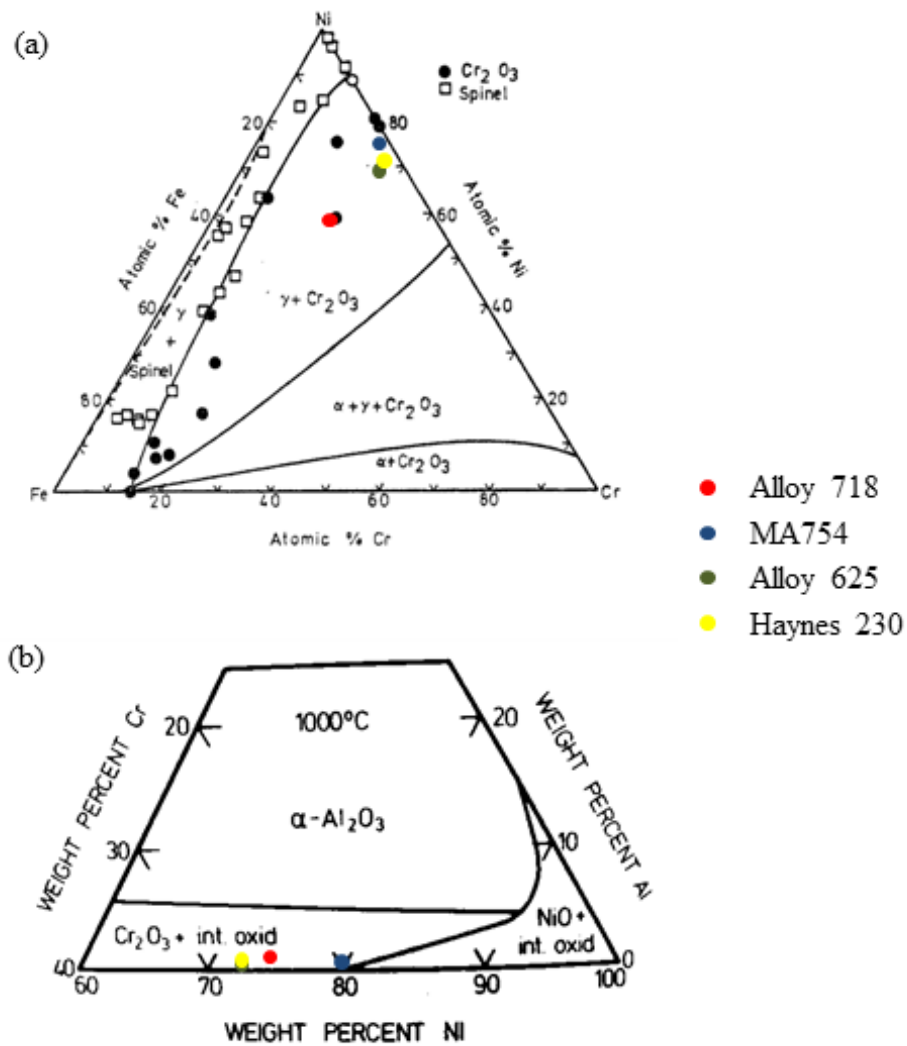 (a)
Ni
● Cr₂O₃
□ Spinel
20
80
Atomic % Fe
40
60
Atomic % Ni
γ + Cr₂O₃
60
40
γ
+
Spinel
80
20
α + γ + Cr₂O₃
α + Cr₂O₃
Fe
20
40
60
80
Cr
Atomic % Cr
Alloy 718
MA754
Alloy 625
Haynes 230
(b)
WEIGHT PERCENT Cr
20
1000°C
20
WEIGHT PERCENT Al
α-Al₂O₃
30
10
Cr₂O₃ + int. oxid
NiO +
int. oxid
40
0
60
70
80
90
100
WEIGHT PERCENT NI